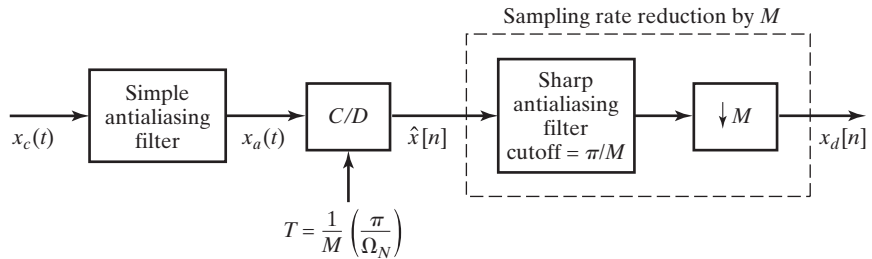 Sampling rate reduction by M
Simple
antialiasing
filter
C/D
Sharp
antialiasing
filter
cutoff = π/M
↓ M
x_c(t)
x_a(t)
x̂[n]
x_d[n]
T = 1/M (π/Ω_N)